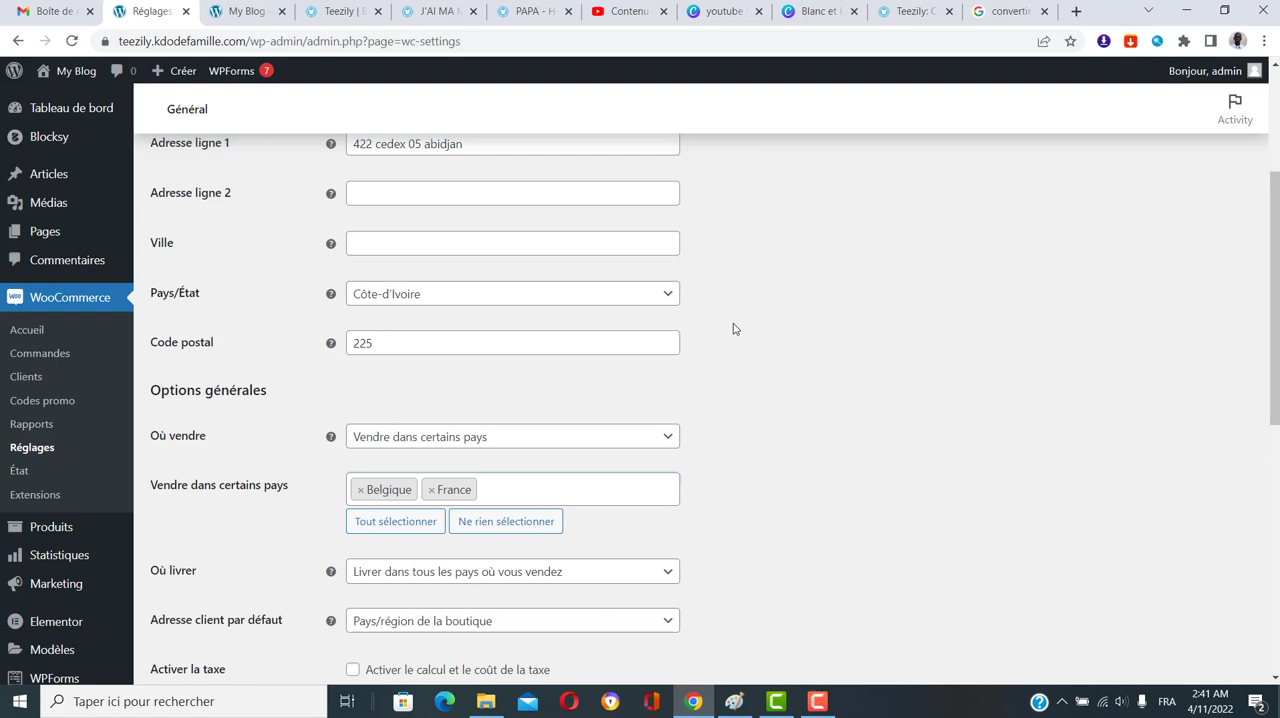 Boîte de r
Réglages
My Blog -
Teezily | B
J'AI MA M
PAPA - H
Contenu
youtube
Blanc et B
Teezily: C
convertir
teezily.kdodefamille.com/wp-admin/admin.php?page=wc-settings
My Blog 0 Créer WPForms 7 Bonjour, admin
Tableau de bord
Blocksy
Articles
Médias
Pages
Commentaires
WooCommerce
Accueil
Commandes
Clients
Codes promo
Rapports
Réglages
État
Extensions
Produits
Statistiques
Marketing
Elementor
Modèles
WPForms
Général
Activity
Adresse ligne 1 422 cedex 05 abidjan
Adresse ligne 2
Ville
Pays/État Côte-d'Ivoire
Code postal 225
Options générales
Où vendre Vendre dans certains pays
Vendre dans certains pays ×Belgique ×France
Tout sélectionner Ne rien sélectionner
Où livrer Livrer dans tous les pays où vous vendez
Adresse client par défaut Pays/région de la boutique
Activer la taxe Activer le calcul et le coût de la taxe
Taper ici pour rechercher
FRA
2:41 AM
4/11/2022
2